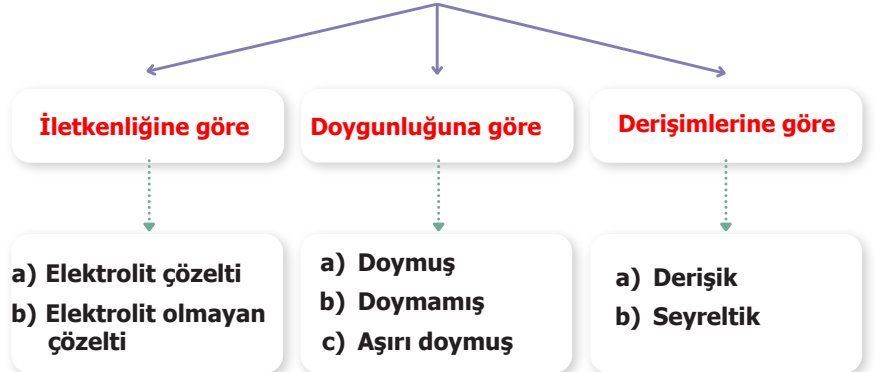 İletkenliğine göre
Doygunluğuna göre
Derişimlerine göre
a) Elektrolit çözelti
b) Elektrolit olmayan
çözelti
a) Doymuş
b) Doymamış
c) Aşırı doymuş
a) Derişik
b) Seyreltik